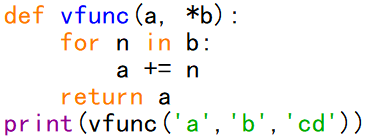 def vfunc(a, *b):
    for n in b:
        a += n
    return a
print(vfunc('a','b','cd'))